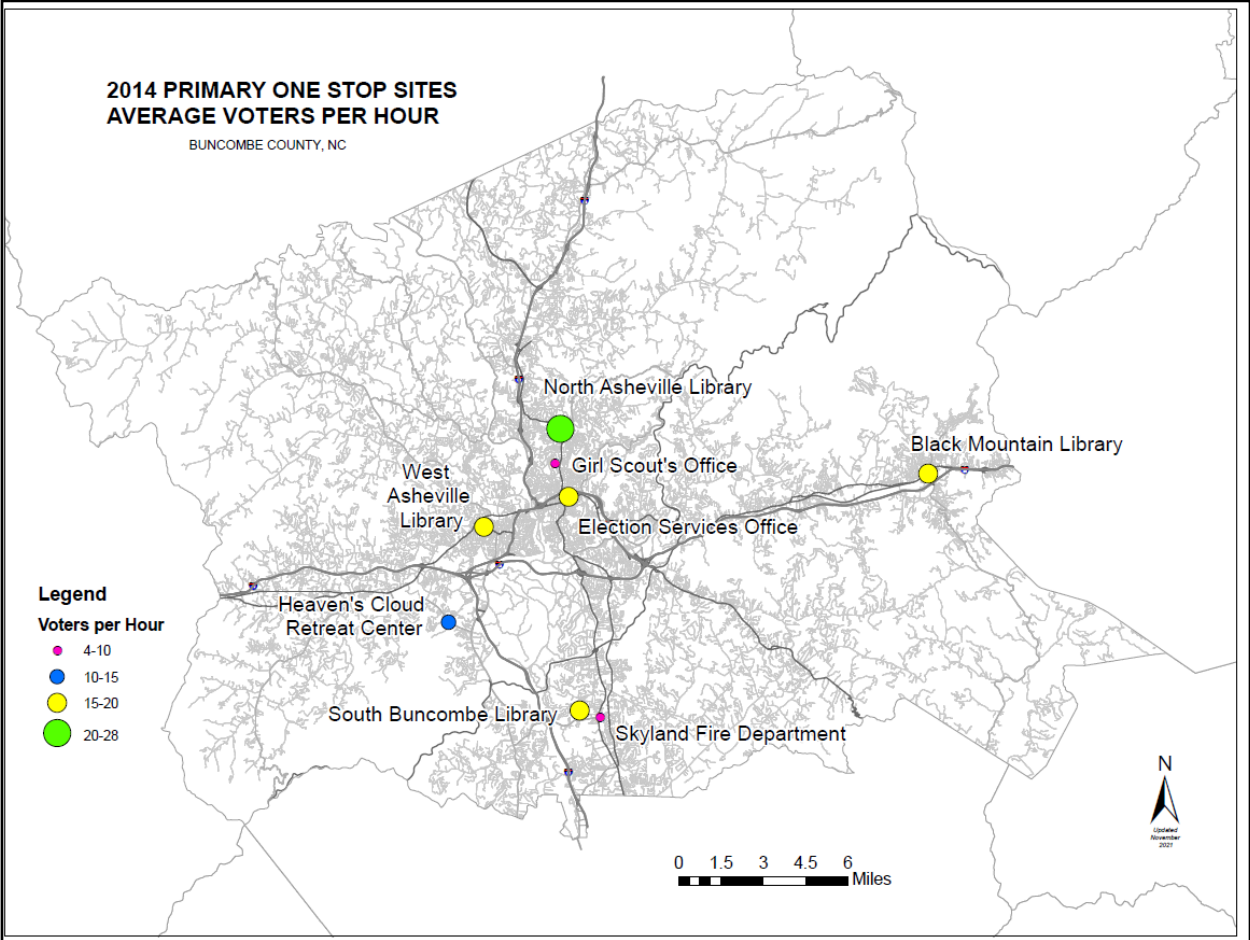 2014 PRIMARY ONE STOP SITES
AVERAGE VOTERS PER HOUR
BUNCOMBE COUNTY, NC
North Asheville Library
Black Mountain Library
Girl Scout's Office
West
Asheville
Library
Election Services Office
Legend
Voters per Hour
4-10
10-15
15-20
20-28
Heaven's Cloud
Retreat Center
South Buncombe Library
Skyland Fire Department
N
Updated
November
2021
0 1.5 3 4.5 6
Miles